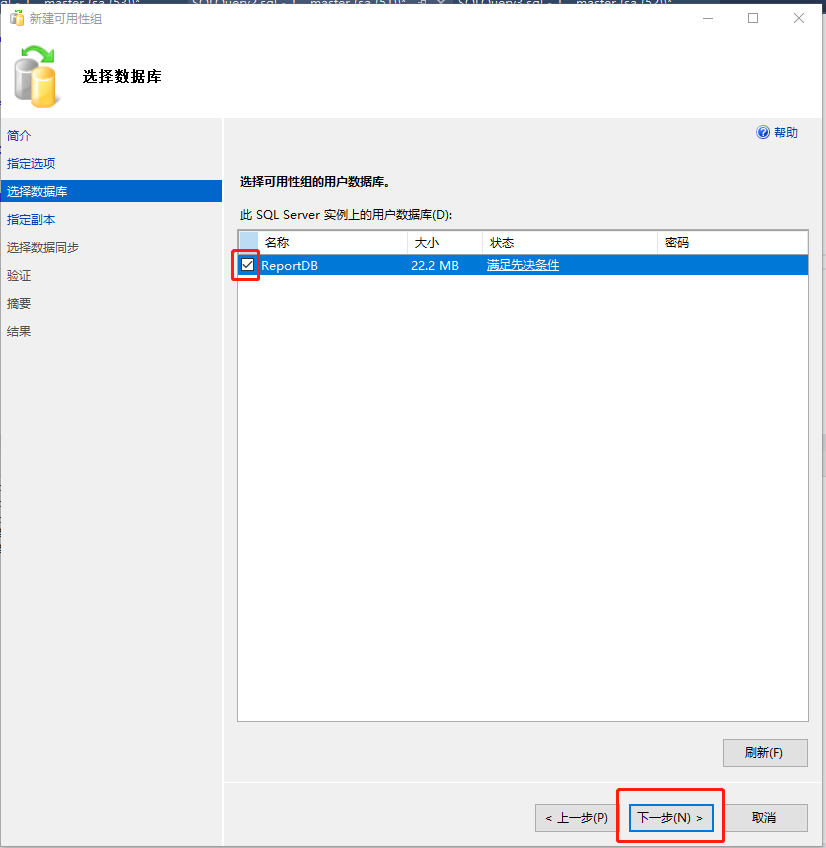 新建可用性组
选择数据库
简介
指定选项
选择数据库
指定副本
选择数据同步
验证
摘要
结果
帮助
选择可用性组的用户数据库。
此 SQL Server 实例上的用户数据库(D):
名称 大小 状态 密码
ReportDB 22.2 MB 满足先决条件
刷新(F)
< 上一步(P) 下一步(N) > 取消